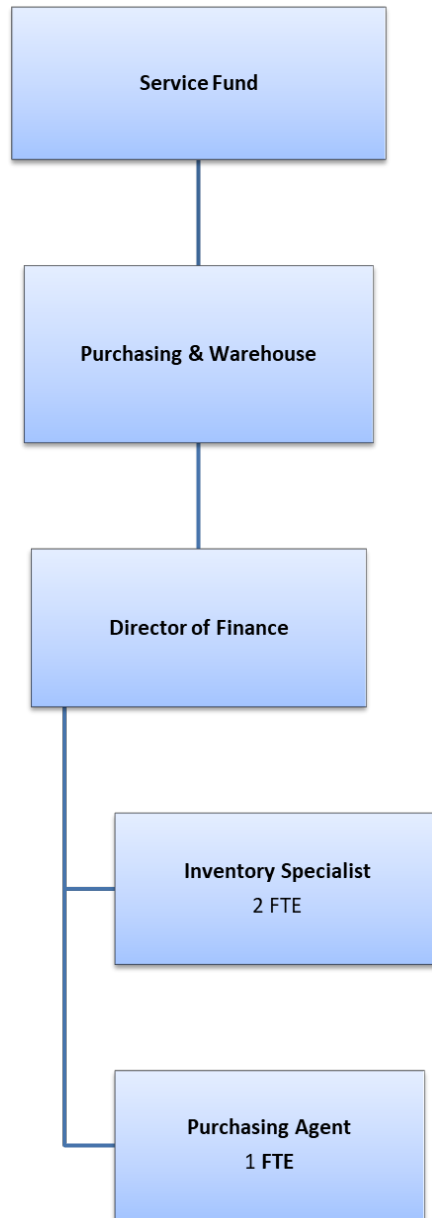 Service Fund
Purchasing & Warehouse
Director of Finance
Inventory Specialist
2 FTE
Purchasing Agent
1 FTE